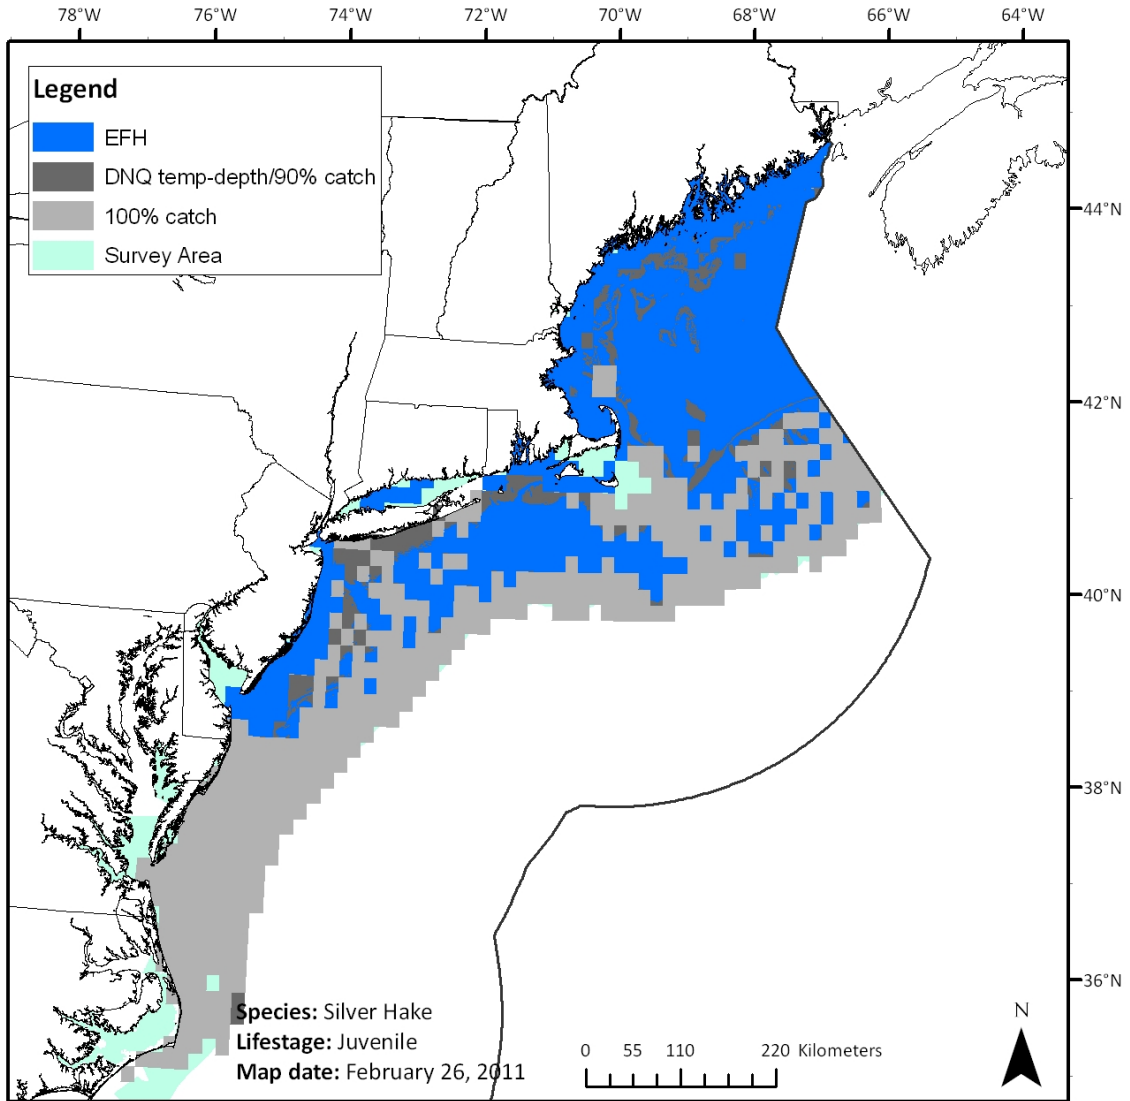 78°W 76°W 74°W 72°W 70°W 68°W 66°W 64°W
Legend
EFH
DNQ temp-depth/90% catch
100% catch
Survey Area
44°N
42°N
40°N
38°N
36°N
Species: Silver Hake
Lifestage: Juvenile
Map date: February 26, 2011
0 55 110 220 Kilometers
N